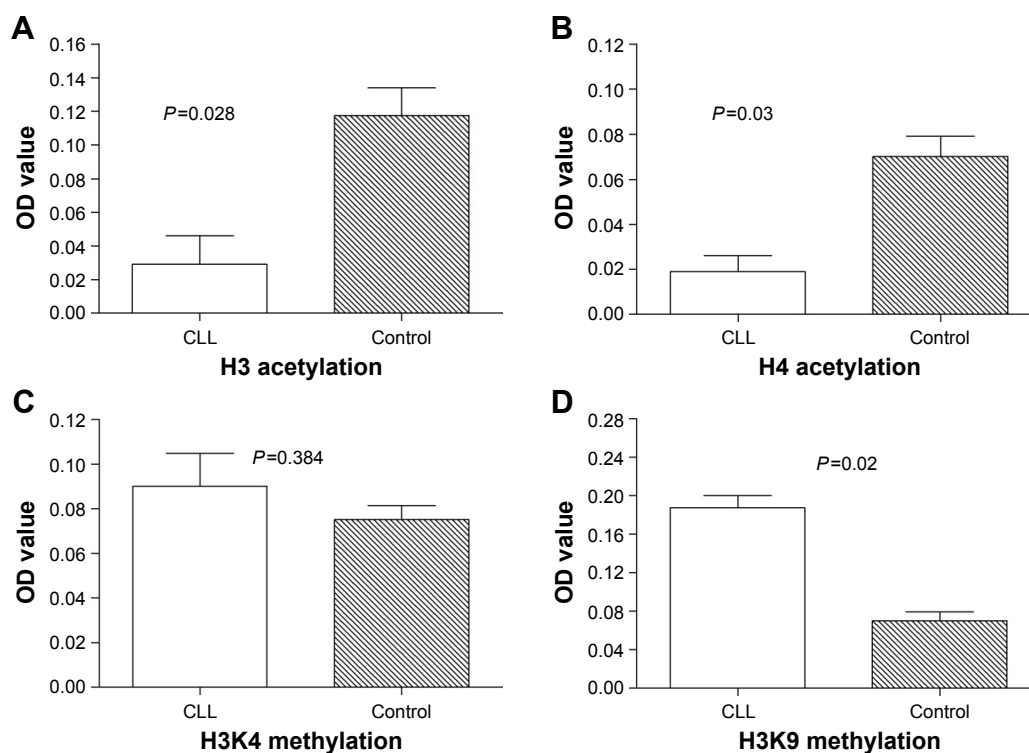 A
OD value
0.16
0.14
0.12
0.10
0.08
0.06
0.04
0.02
0.00
P=0.028
CLL Control
H3 acetylation
B
OD value
0.12
0.10
0.08
0.06
0.04
0.02
0.00
P=0.03
CLL Control
H4 acetylation
C
OD value
0.12
0.10
0.08
0.06
0.04
0.02
0.00
P=0.384
CLL Control
H3K4 methylation
D
OD value
0.28
0.24
0.20
0.16
0.12
0.08
0.04
0.00
P=0.02
CLL Control
H3K9 methylation